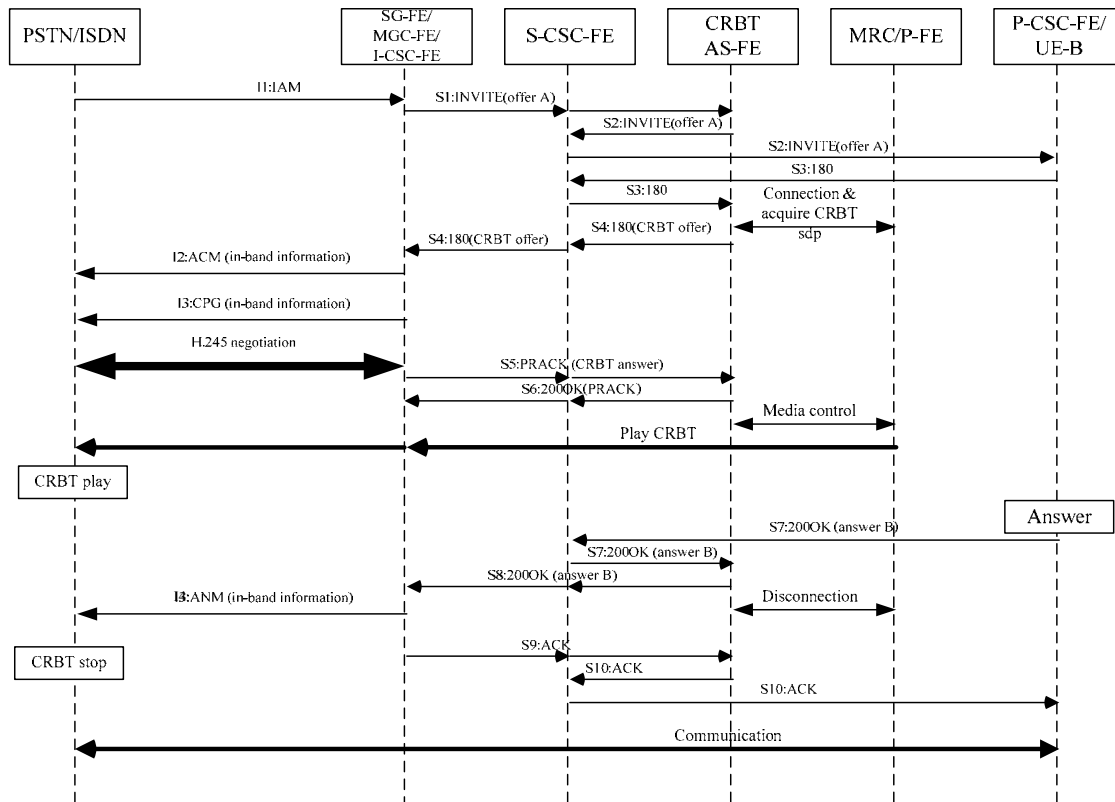 PSTN/ISDN
SG-FE/
MGC-FE/
I-CSC-FE
S-CSC-FE
CRBT
AS-FE
MRC/P-FE
P-CSC-FE/
UE-B
I1:IAM
S1:INVITE(offer A)
S2:INVITE(offer A)
S2:INVITE(offer A)
S3:180
S3:180
Connection &
acquire CRBT
sdp
S4:180(CRBT offer)
S4:180(CRBT offer)
I2:ACM (in-band information)
I3:CPG (in-band information)
H.245 negotiation
S5:PRACK (CRBT answer)
S6:200OK(PRACK)
Media control
Play CRBT
CRBT play
Answer
S7:200OK (answer B)
S7:200OK (answer B)
S8:200OK (answer B)
:ANM (in-band information)
Disconnection
S9:ACK
CRBT stop
S10:ACK
S10:ACK
Communication